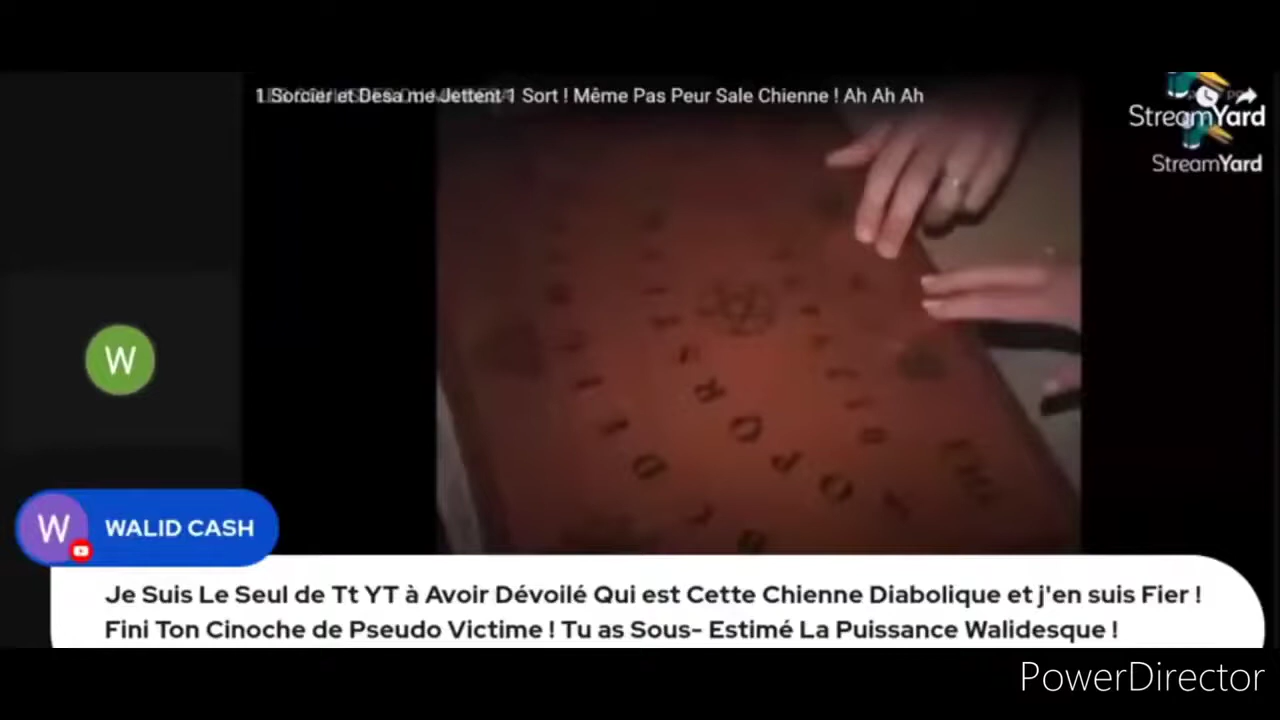 1 Sorcier et Desa me Jettent 1 Sort ! Même Pas Peur Sale Chienne ! Ah Ah Ah
StreamYard
StreamYard
W
W
WALID CASH
Je Suis Le Seul de Tt YT à Avoir Dévoilé Qui est Cette Chienne Diabolique et j'en suis Fier !
Fini Ton Cinoche de Pseudo Victime ! Tu as Sous- Estimé La Puissance Walidesque !
PowerDirector